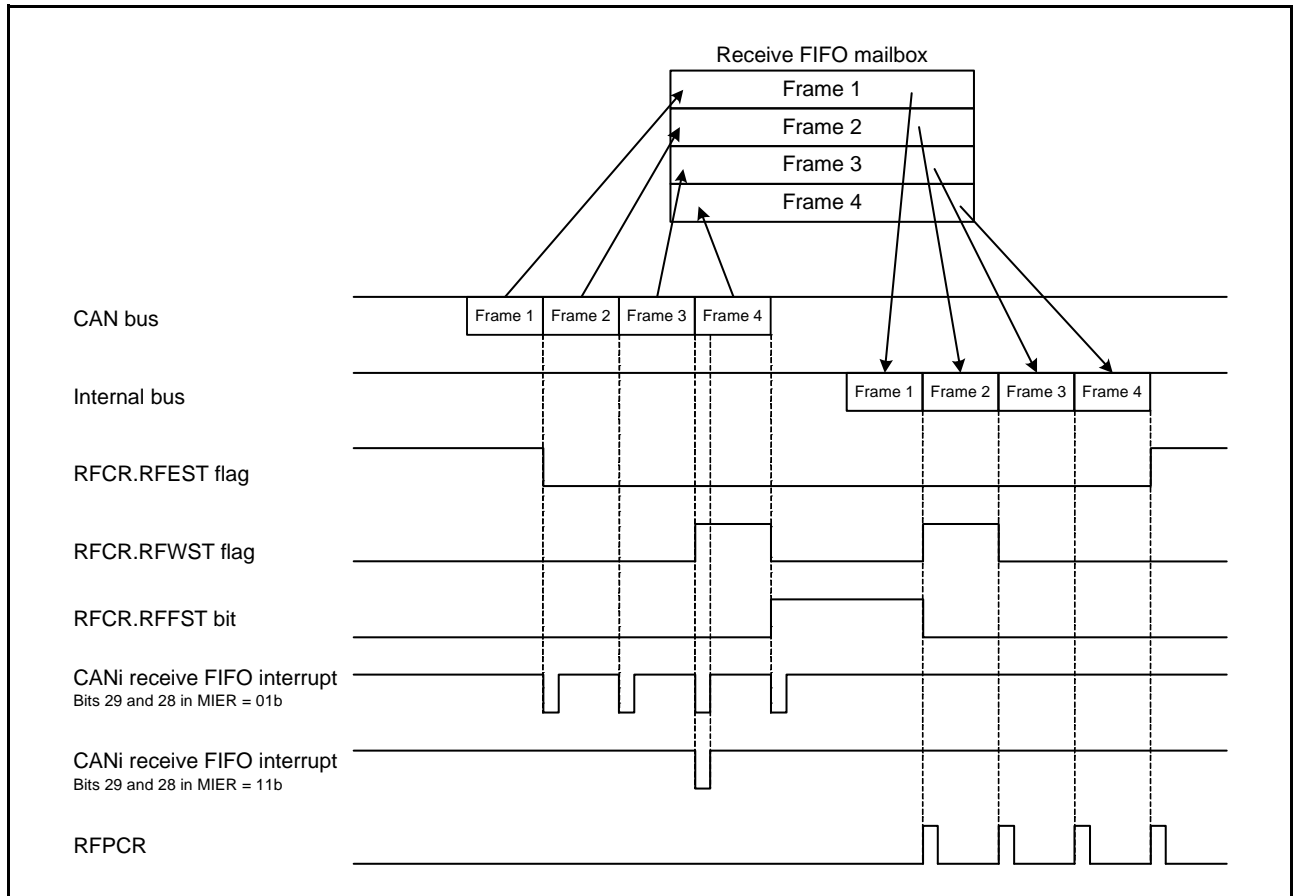 Receive FIFO mailbox
Frame 1
Frame 2
Frame 3
Frame 4
CAN bus
Frame 1 Frame 2 Frame 3 Frame 4
Internal bus
Frame 1 Frame 2 Frame 3 Frame 4
RFCR.RFEST flag
RFCR.RFWST flag
RFCR.RFFST bit
CANi receive FIFO interrupt
Bits 29 and 28 in MIER = 01b
CANi receive FIFO interrupt
Bits 29 and 28 in MIER = 11b
RFPCR